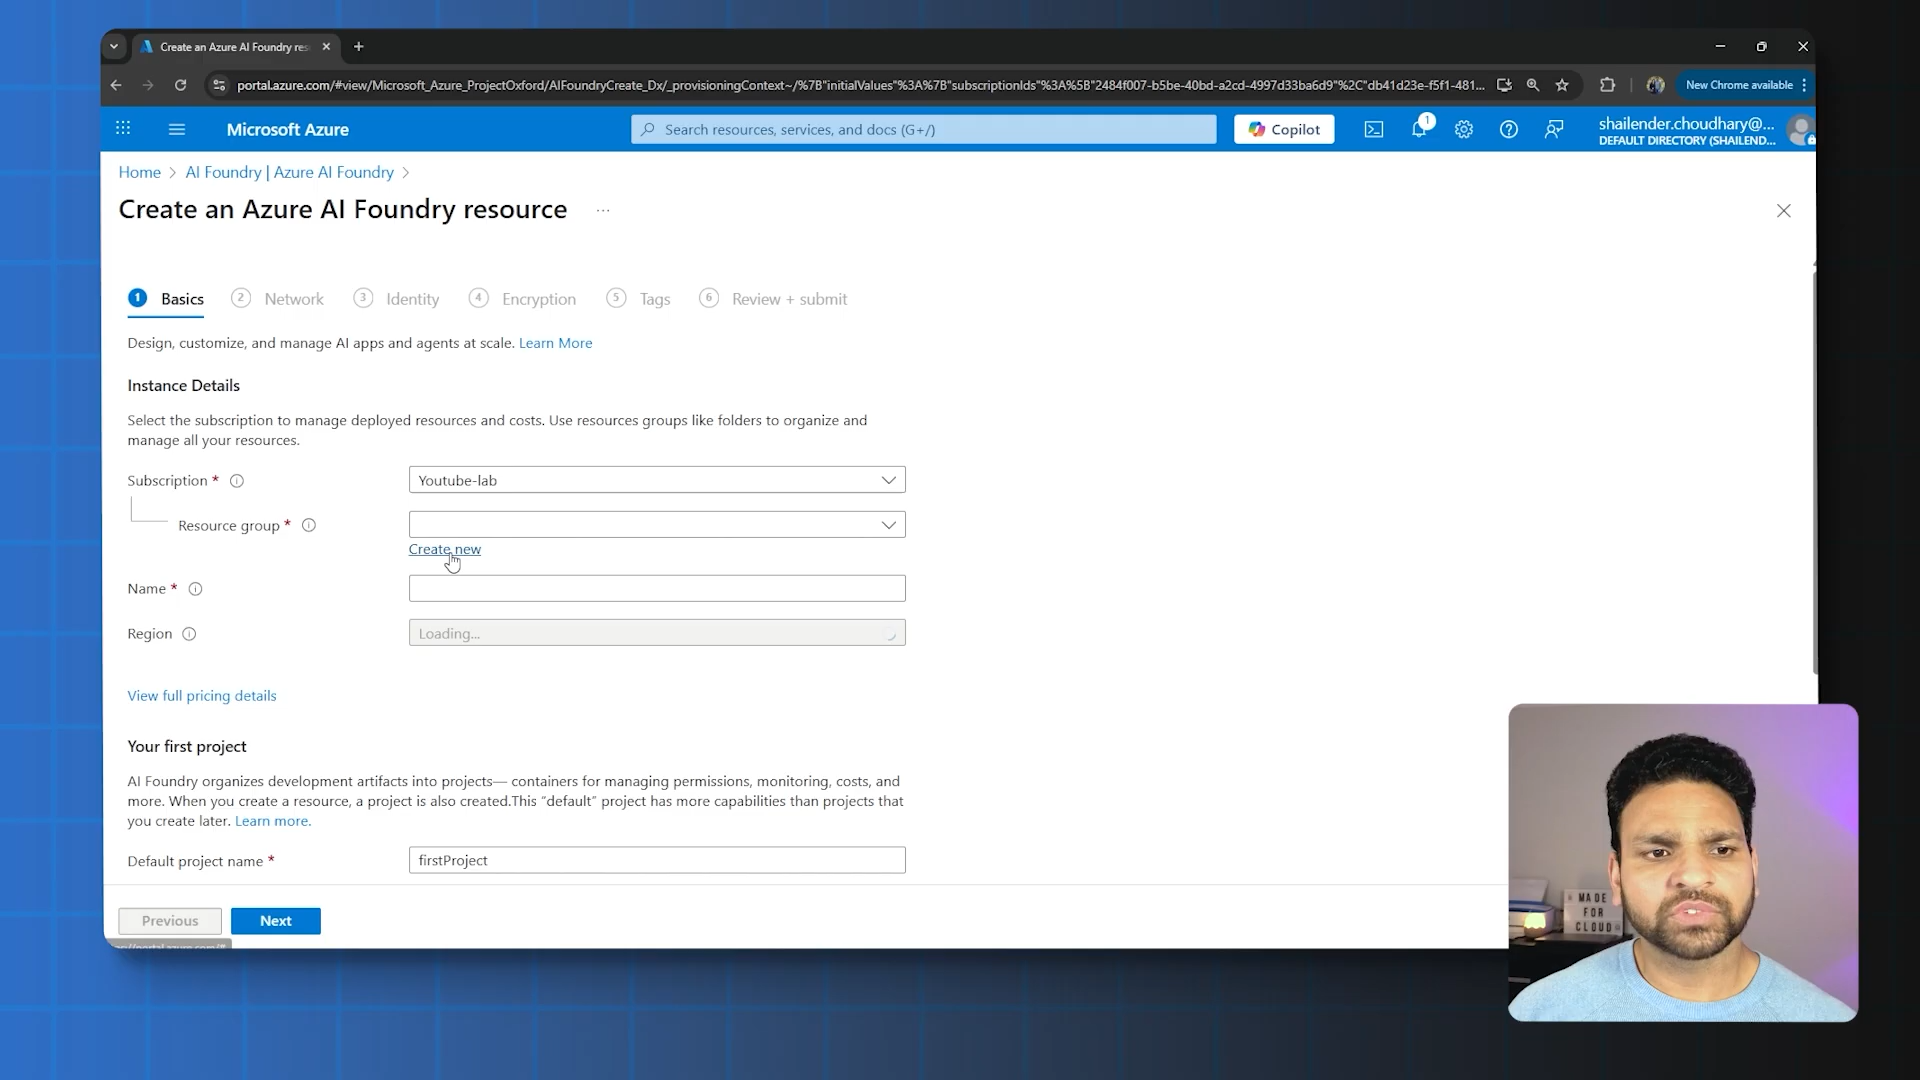 Create an Azure AI Foundry res
portal.azure.com/#view/Microsoft_Azure_ProjectOxford/AIFoundryCreate_Dx/_provisioningContext~/%7B"initialValues"%3A%7B"subscriptionIds"%3A%5B"2484f007-b5be-40bd-a2cd-4997d33ba6d9"%2C"db41d23e-f5f1-481...
New Chrome available
Microsoft Azure
Search resources, services, and docs (G+/)
Copilot
1
shailender.choudhary@...
DEFAULT DIRECTORY (SHAILEND...
Home > AI Foundry | Azure AI Foundry >
Create an Azure AI Foundry resource ...
1 Basics 2 Network 3 Identity 4 Encryption 5 Tags 6 Review + submit
Design, customize, and manage AI apps and agents at scale. Learn More
Instance Details
Select the subscription to manage deployed resources and costs. Use resources groups like folders to organize and
manage all your resources.
Subscription *
Youtube-lab
Resource group *
Create new
Name *
Region
Loading...
View full pricing details
Your first project
AI Foundry organizes development artifacts into projects— containers for managing permissions, monitoring, costs, and
more. When you create a resource, a project is also created.This "default" project has more capabilities than projects that
you create later. Learn more.
Default project name *
firstProject
Previous
Next
MADE
FOR
CLOUD